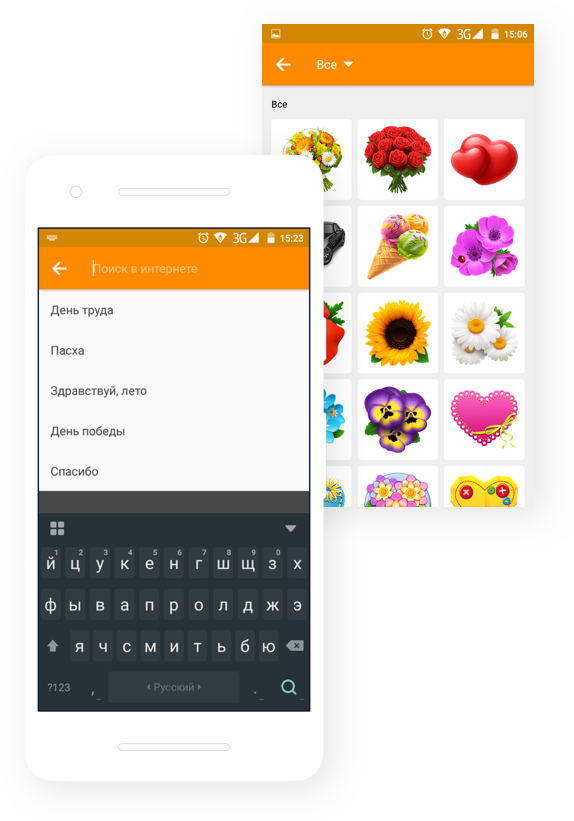 3G 15:06
Все
Все
3G 15:23
Поиск в интернете
День труда
Пасха
Здравствуй, лето
День победы
Спасибо
1 2 3 4 5 6 7 8 9 0
й ц у к е н г ш щ з х
ф ы в а п р о л д ж э
я ч с м и т ь б ю
?123 , Русский .